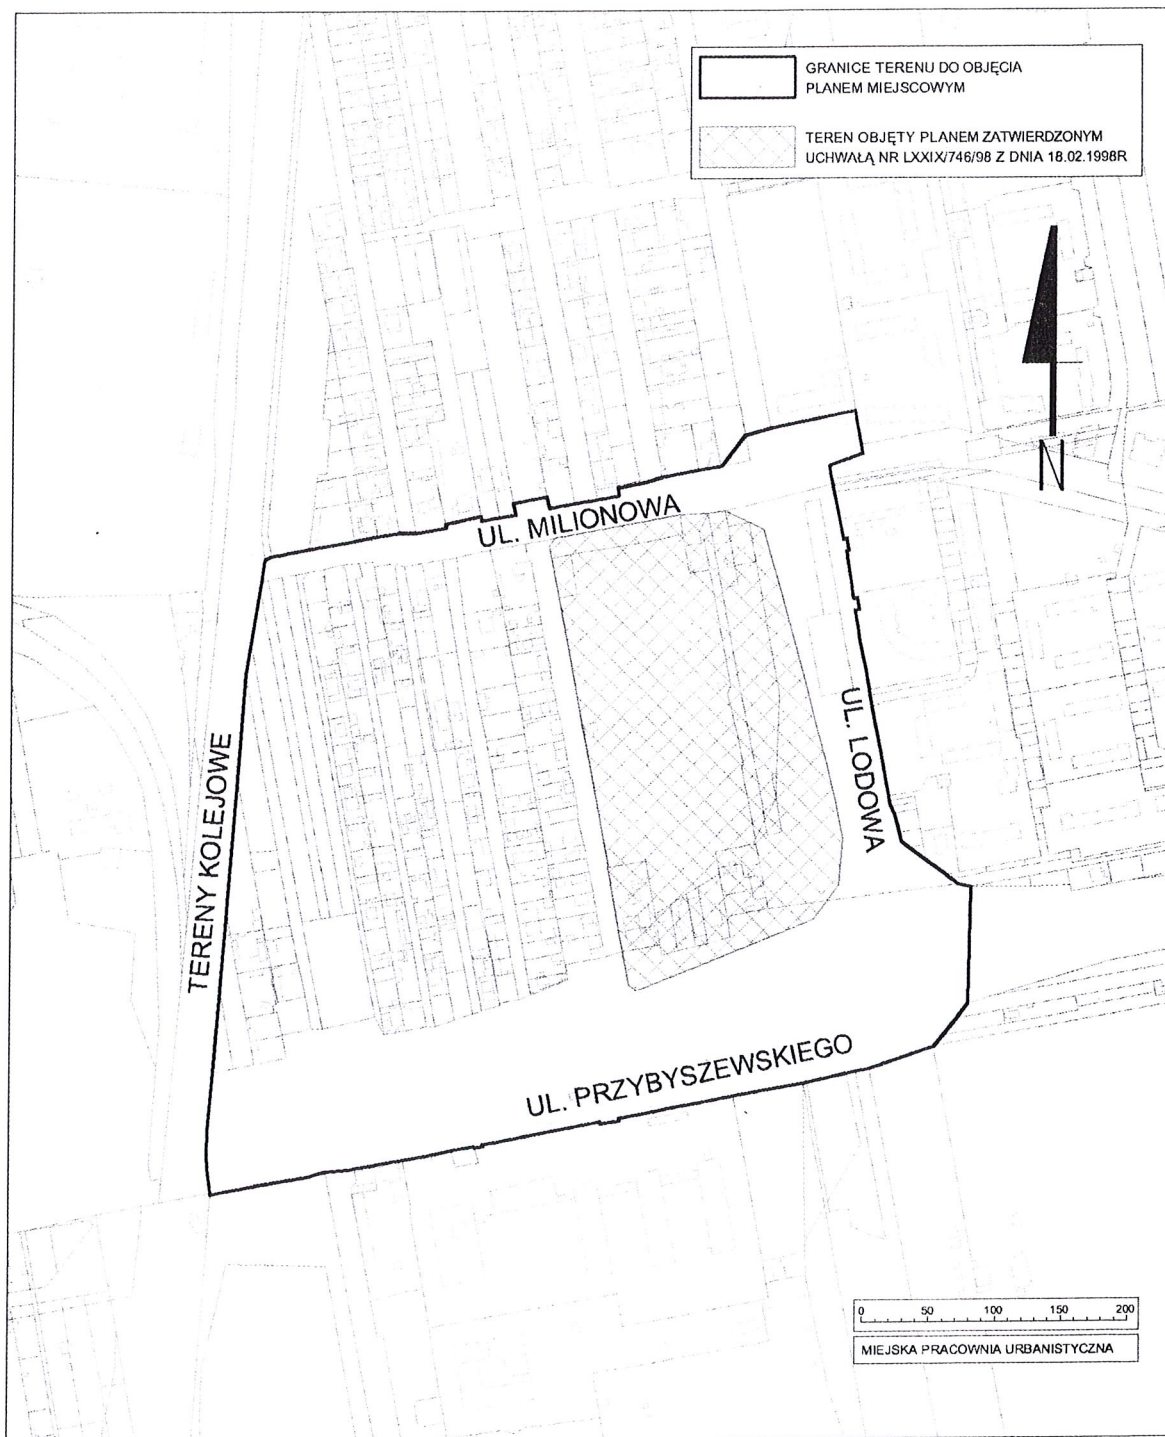 GRANICE TERENU DO OBJĘCIA
PLANEM MIEJSCOWYM
TEREN OBJĘTY PLANEM ZATWIERDZONYM
UCHWAŁĄ NR LXXIX/746/98 Z DNIA 18.02.1998R
N
UL. MILIONOWA
UL. LODOWA
TERENY KOLEJOWE
UL. PRZYBYSZEWSKIEGO
0 50 100 150 200
MIEJSKA PRACOWNIA URBANISTYCZNA